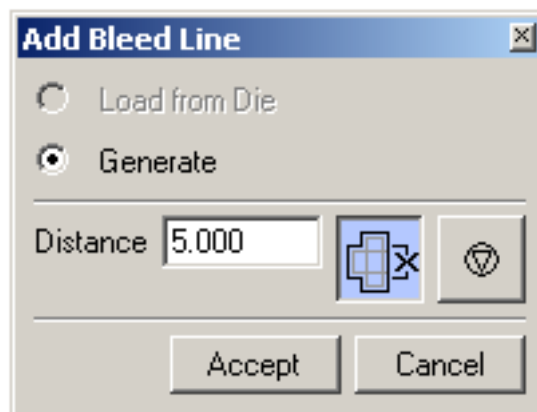 Add Bleed Line
Load from Die
Generate
Distance 5.000
Accept Cancel